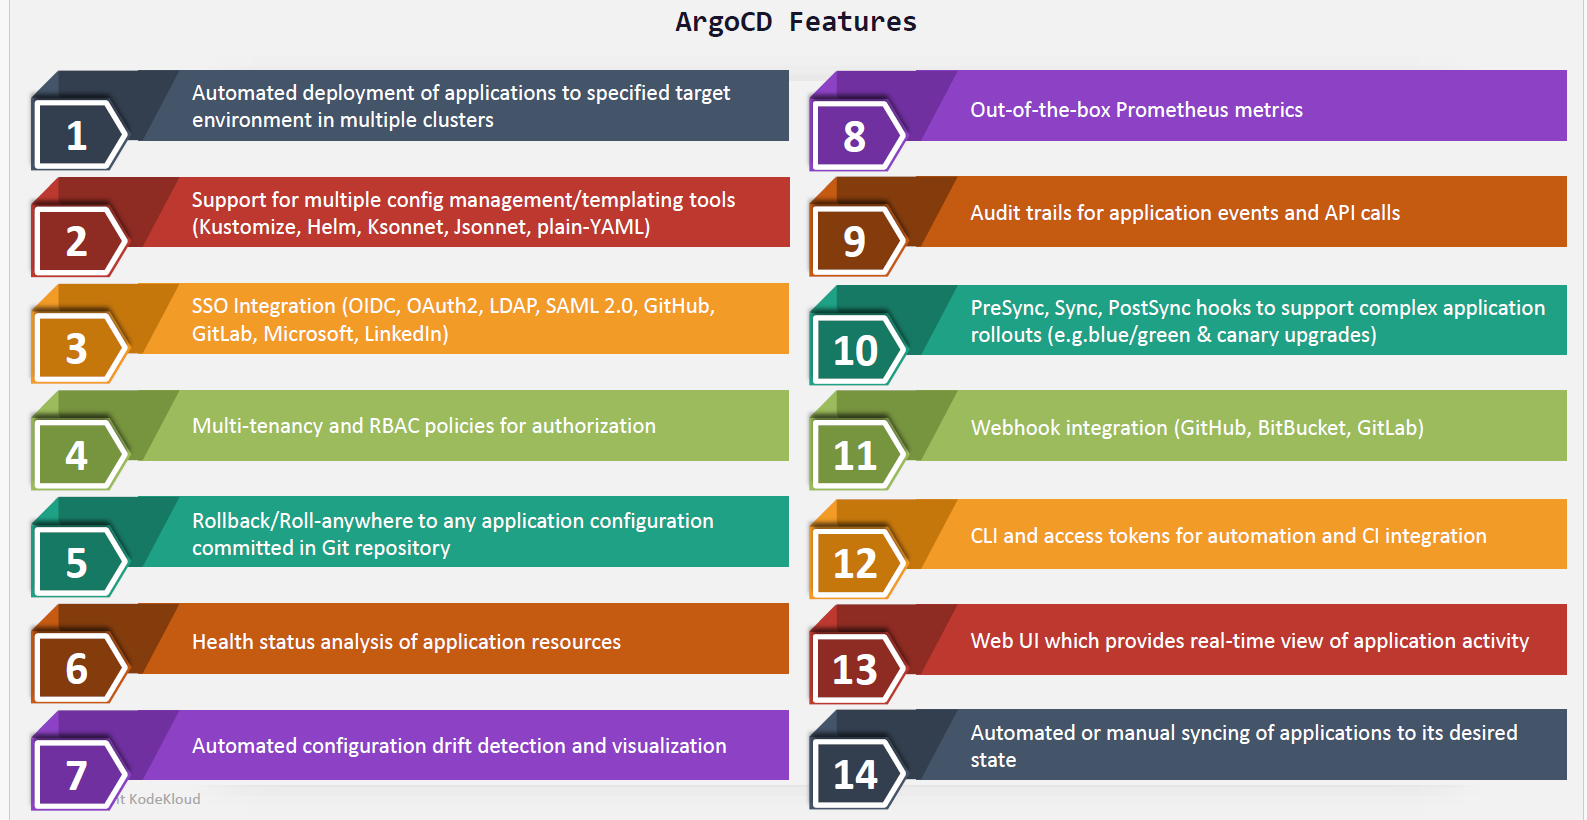 ArgoCD Features
1
Automated deployment of applications to specified target
environment in multiple clusters
2
Support for multiple config management/templating tools
(Kustomize, Helm, Ksonnet, Jsonnet, plain-YAML)
3
SSO Integration (OIDC, OAuth2, LDAP, SAML 2.0, GitHub,
GitLab, Microsoft, LinkedIn)
4
Multi-tenancy and RBAC policies for authorization
5
Rollback/Roll-anywhere to any application configuration
committed in Git repository
6
Health status analysis of application resources
7
Automated configuration drift detection and visualization
8
Out-of-the-box Prometheus metrics
9
Audit trails for application events and API calls
10
PreSync, Sync, PostSync hooks to support complex application
rollouts (e.g.blue/green & canary upgrades)
11
Webhook integration (GitHub, BitBucket, GitLab)
12
CLI and access tokens for automation and CI integration
13
Web UI which provides real-time view of application activity
14
Automated or manual syncing of applications to its desired
state
KodeKloud